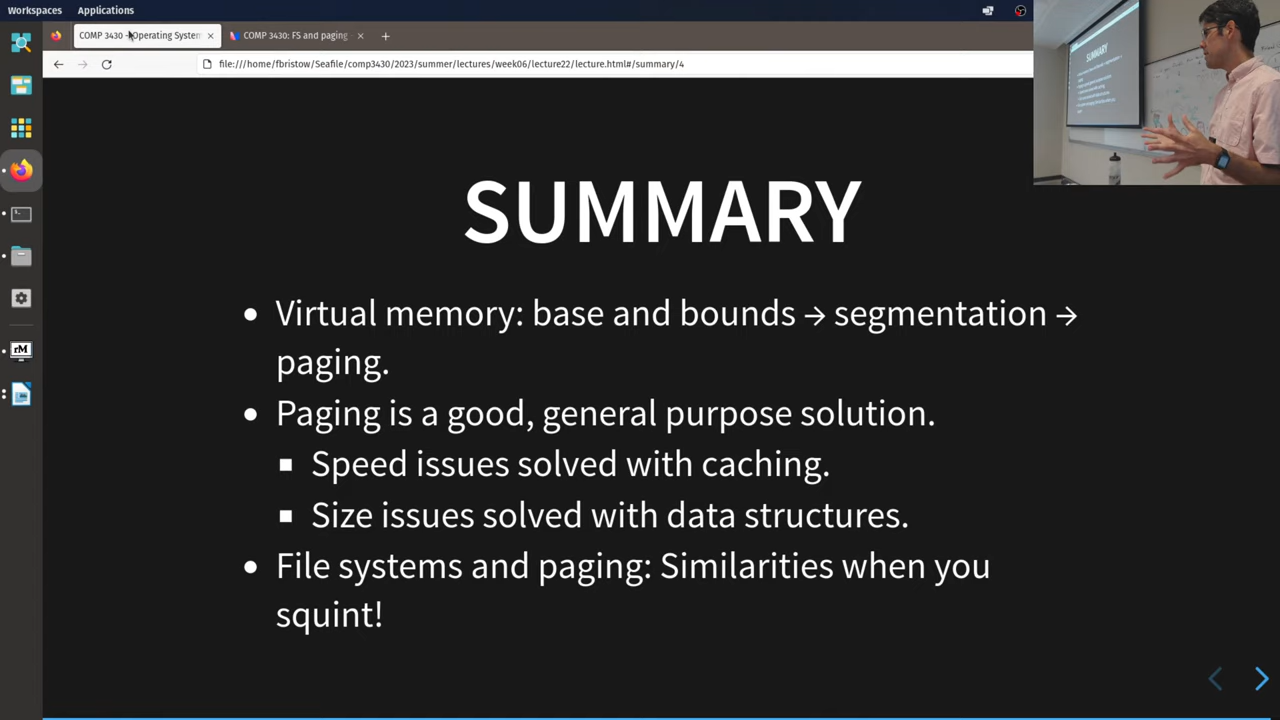 Workspaces Applications
COMP 3430 - Operating System COMP 3430: FS and paging
file:///home/fbristow/Seafile/comp3430/2023/summer/lectures/week06/lecture22/lecture.html#/summary/4
SUMMARY
rM
SUMMARY
• Virtual memory: base and bounds → segmentation →
paging.
• Paging is a good, general purpose solution.
▪ Speed issues solved with caching.
▪ Size issues solved with data structures.
• File systems and paging: Similarities when you
squint!